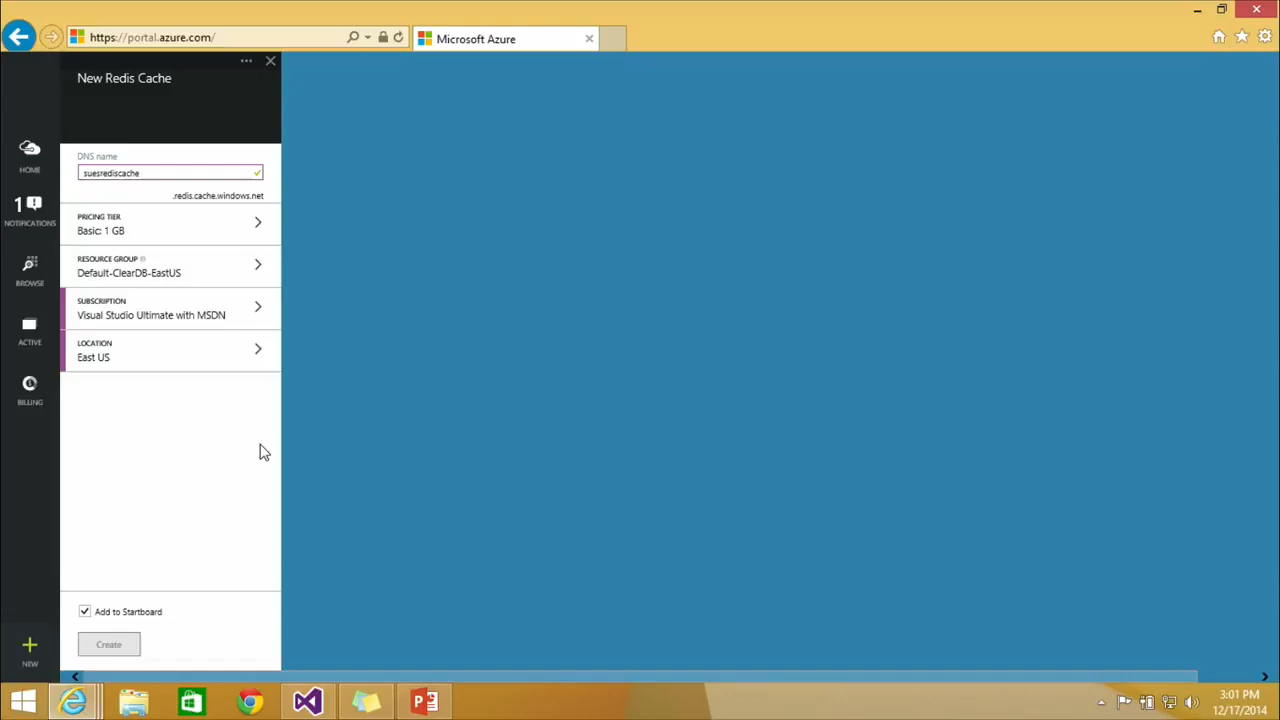 https://portal.azure.com/
Microsoft Azure
New Redis Cache
DNS name
suesrediscache
.redis.cache.windows.net
PRICING TIER
Basic: 1 GB
RESOURCE GROUP
Default-ClearDB-EastUS
SUBSCRIPTION
Visual Studio Ultimate with MSDN
LOCATION
East US
HOME
1
NOTIFICATIONS
BROWSE
ACTIVE
BILLING
Add to Startboard
Create
NEW
3:01 PM
12/17/2014